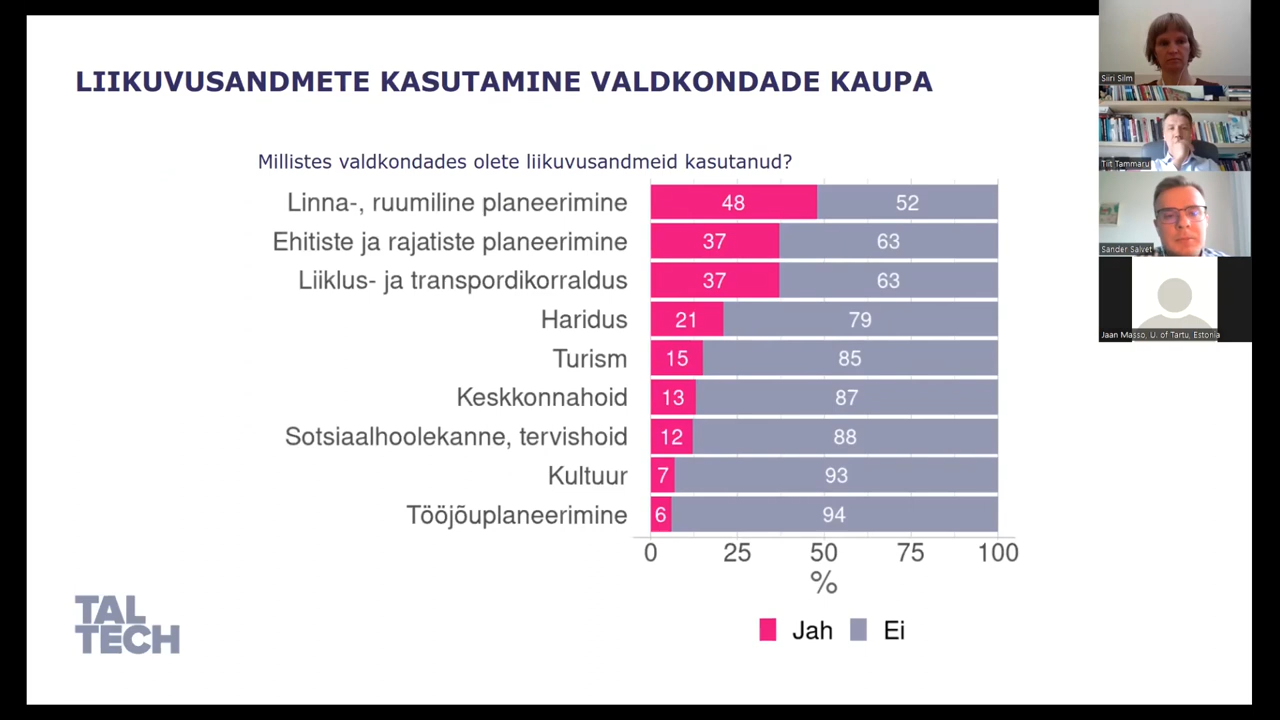 LIIKUVUSANDMETE KASUTAMINE VALDKONDADE KAUPA
Millistes valdkondades olete liikuvusandmeid kasutanud?
Linna-, ruumiline planeerimine 48 52
Ehitiste ja rajatiste planeerimine 37 63
Liiklus- ja transpordikorraldus 37 63
Haridus 21 79
Turism 15 85
Keskkonnahoid 13 87
Sotsiaalhoolekanne, tervishoid 12 88
Kultuur 7 93
Tööjõuplaneerimine 6 94
0 25 50 75 100
%
Jah Ei
TAL
TECH
Siiri Silm
Tiit Tammaru
Sander Salvet
Jaan Masso, U. of Tartu, Estonia